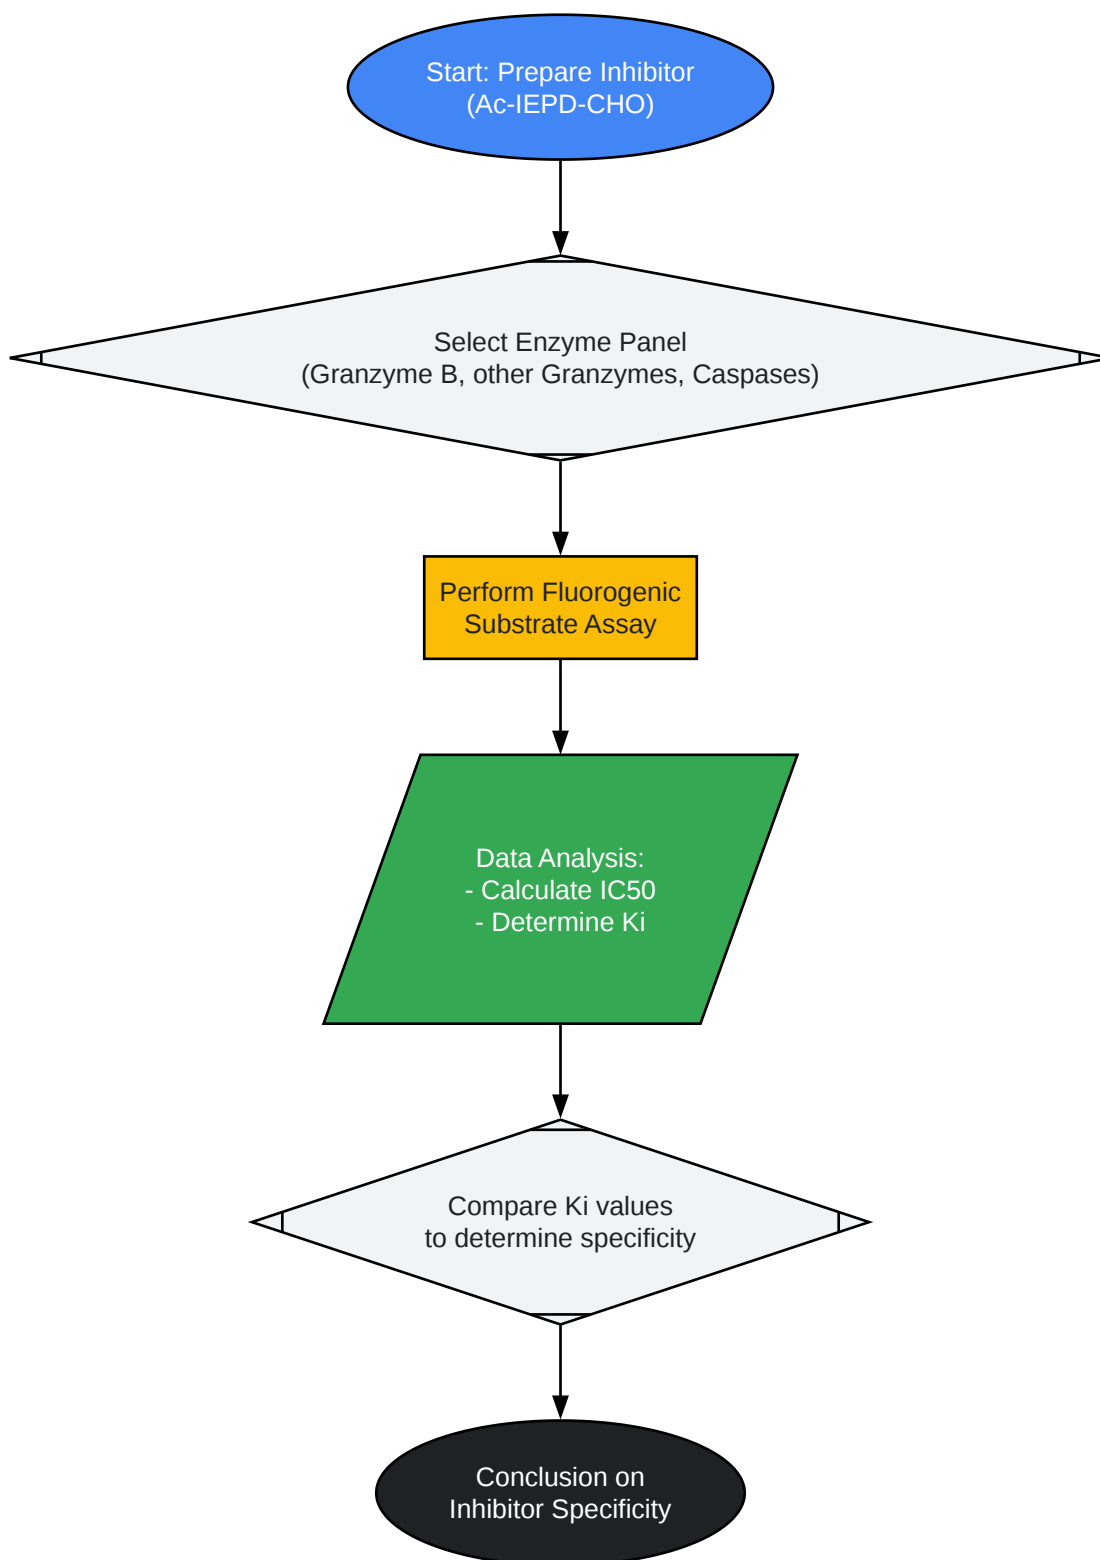 Start: Prepare Inhibitor
(Ac-IEPD-CHO)
Select Enzyme Panel
(Granzyme B, other Granzymes, Caspases)
Perform Fluorogenic
Substrate Assay
Data Analysis:
- Calculate IC50
- Determine Ki
Compare Ki values
to determine specificity
Conclusion on
Inhibitor Specificity